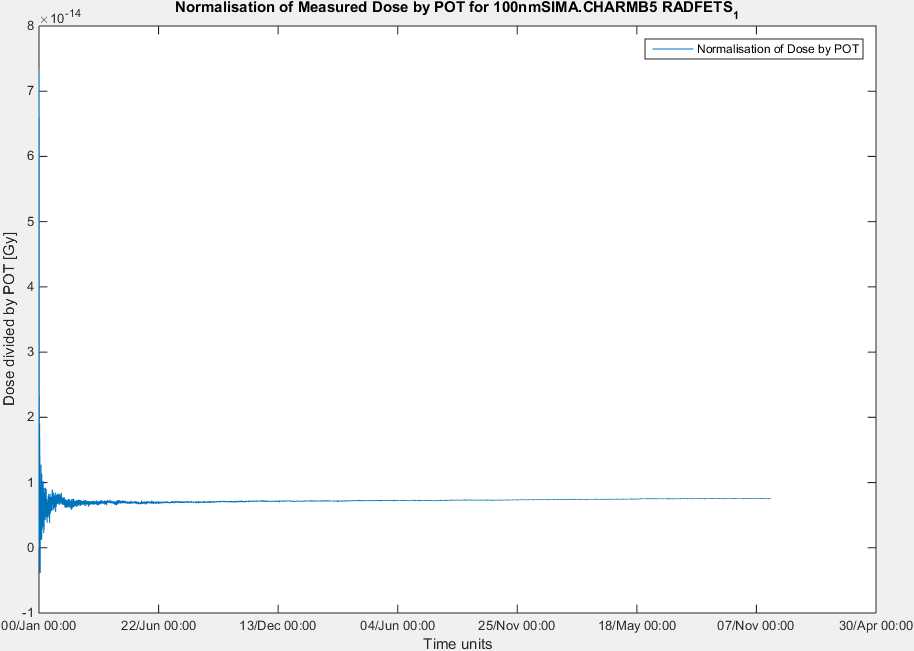 Normalisation of Measured Dose by POT for 100nmSIMA.CHARMB5 RADFETS₁
×10⁻¹⁴
Normalisation of Dose by POT
8
7
6
5
4
3
2
1
0
-1
Dose divided by POT [Gy]
00/Jan 00:00 22/Jun 00:00 13/Dec 00:00 04/Jun 00:00 25/Nov 00:00 18/May 00:00 07/Nov 00:00 30/Apr 00:00
Time units